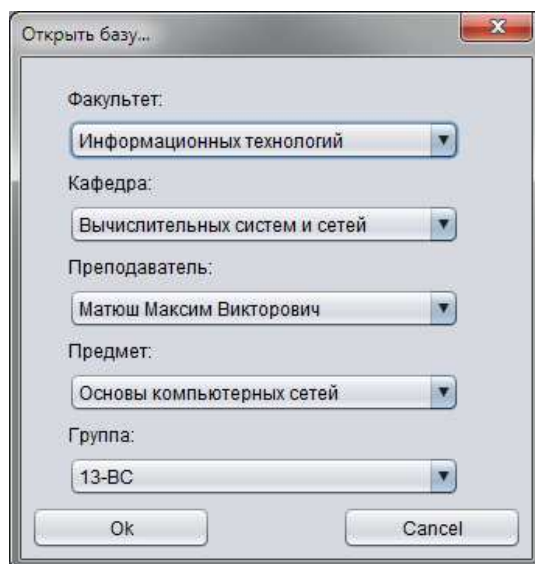 Открыть базу...
Факультет:
Информационных технологий
Кафедра:
Вычислительных систем и сетей
Преподаватель:
Матюш Максим Викторович
Предмет:
Основы компьютерных сетей
Группа:
13-ВС
Ok Cancel